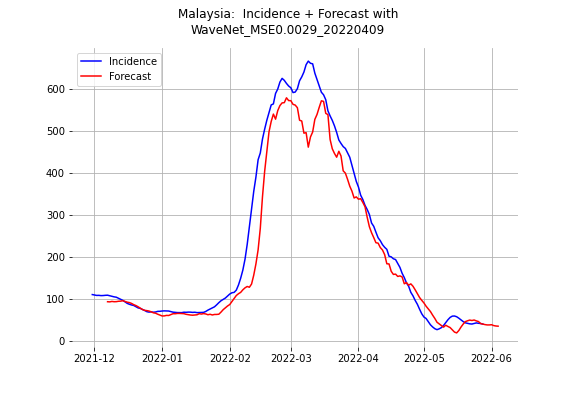 Malaysia:  Incidence + Forecast with
WaveNet_MSE0.0029_20220409
Incidence
Forecast
600
500
400
300
200
100
0
2021-12 2022-01 2022-02 2022-03 2022-04 2022-05 2022-06